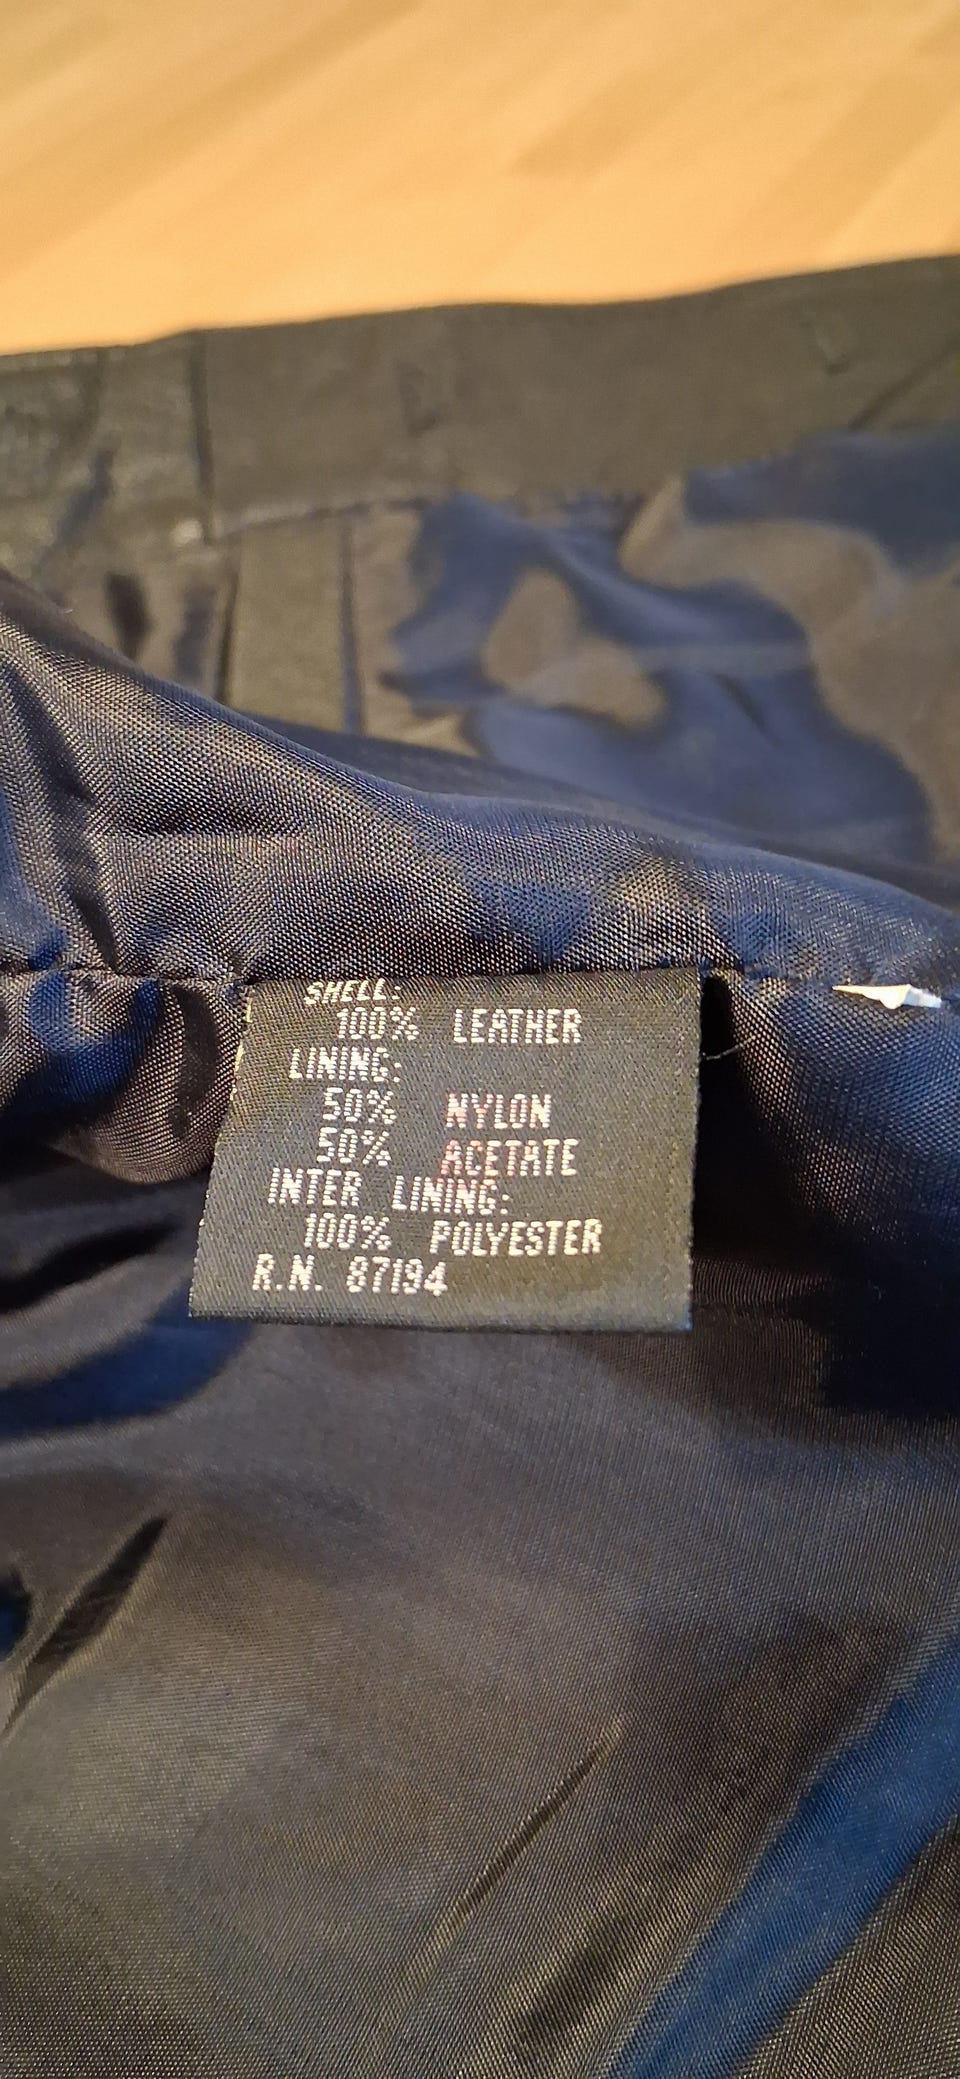 SHELL:
100% LEATHER
LINING:
50% NYLON
50% ACETATE
INTER LINING:
100% POLYESTER
R.N. 87194